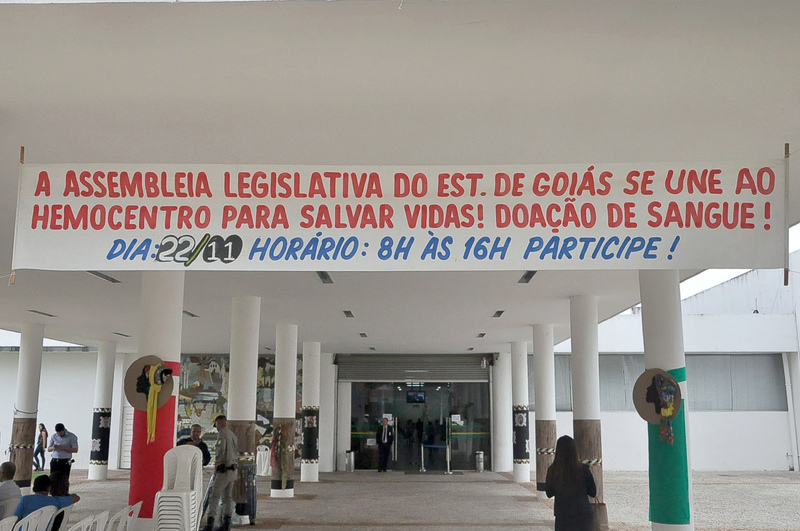 A ASSEMBLEIA LEGISLATIVA DO EST. DE GOIÁS SE UNE AO
HEMOCENTRO PARA SALVAR VIDAS! DOAÇÃO DE SANGUE!
DIA: 22/11 HORÁRIO: 8H ÀS 16H PARTICIPE!